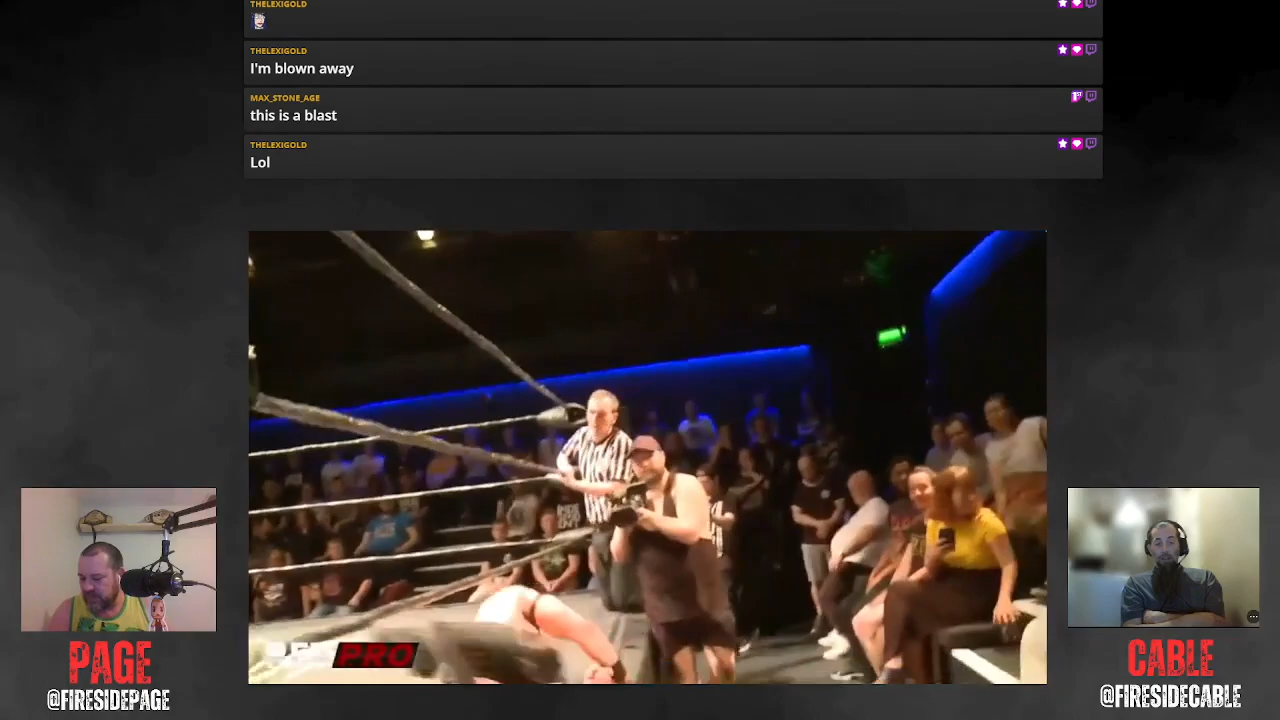 THELEXIGOLD
THELEXIGOLD
I'm blown away
MAX_STONE_AGE
this is a blast
THELEXIGOLD
Lol
PRO
PAGE
@FIRESIDEPAGE
CABLE
@FIRESIDECABLE